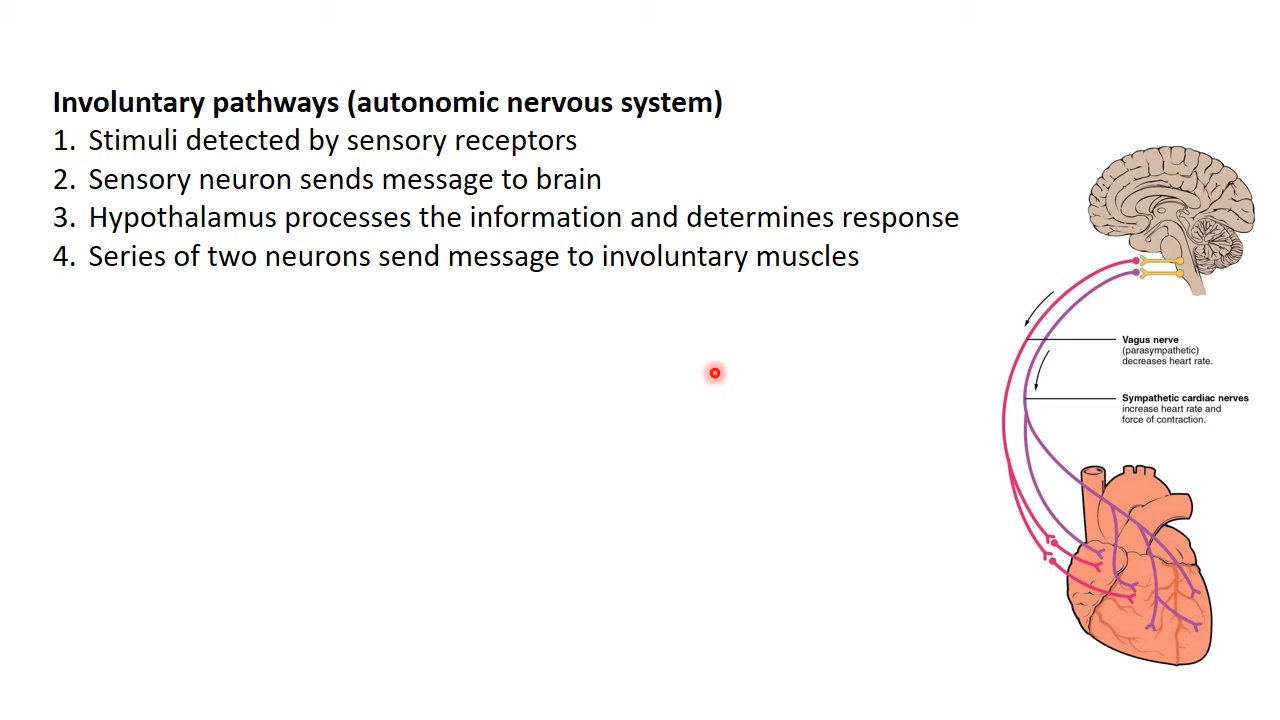 Involuntary pathways (autonomic nervous system)
1. Stimuli detected by sensory receptors
2. Sensory neuron sends message to brain
3. Hypothalamus processes the information and determines response
4. Series of two neurons send message to involuntary muscles
Vagus nerve
(parasympathetic)
decreases heart rate.
Sympathetic cardiac nerves
increase heart rate and
force of contraction.